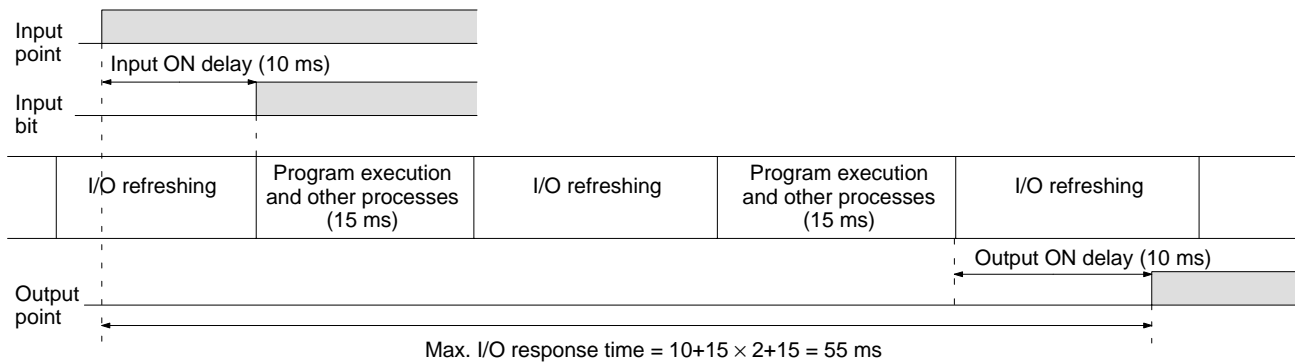 Input
point
Input ON delay (10 ms)
Input
bit
I/O refreshing
Program execution
and other processes
(15 ms)
I/O refreshing
Program execution
and other processes
(15 ms)
I/O refreshing
Output ON delay (10 ms)
Output
point
Max. I/O response time = 10+15 × 2+15 = 55 ms